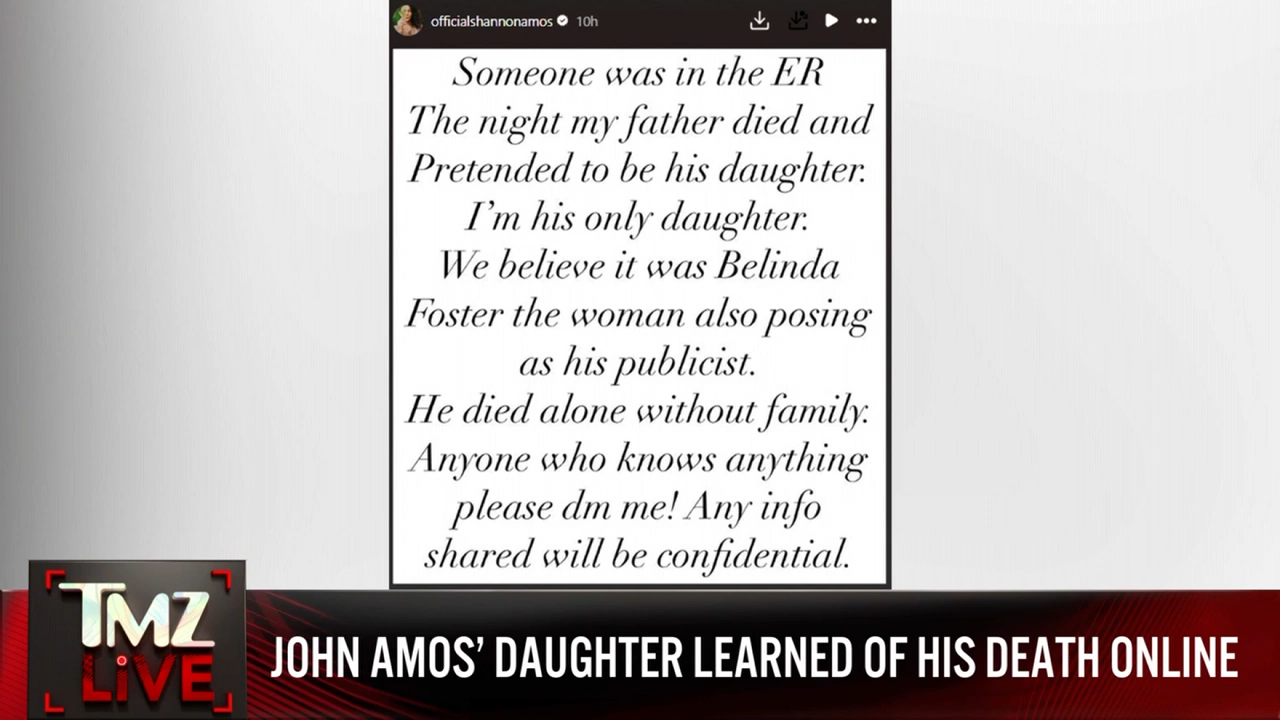 officialshannonamos 10h
Someone was in the ER
The night my father died and
Pretended to be his daughter.
I'm his only daughter.
We believe it was Belinda
Foster the woman also posing
as his publicist.
He died alone without family.
Anyone who knows anything
please dm me! Any info
shared will be confidential.
TMZ
LiVE
JOHN AMOS' DAUGHTER LEARNED OF HIS DEATH ONLINE